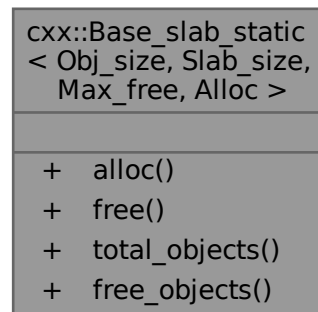 cxx::Base_slab_static
< Obj_size, Slab_size,
Max_free, Alloc >
+ alloc()
+ free()
+ total_objects()
+ free_objects()